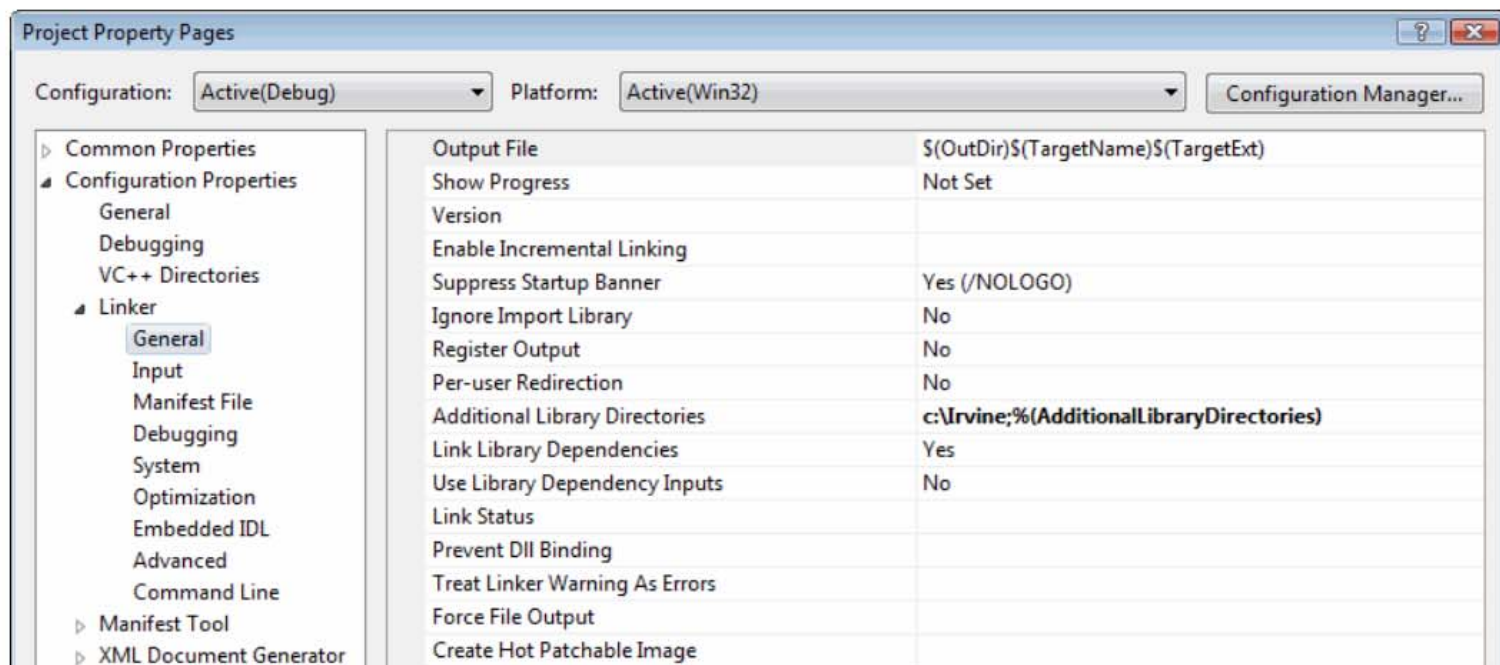 Project Property Pages
Configuration: Active(Debug) Platform: Active(Win32) Configuration Manager...
Common Properties
Configuration Properties
General
Debugging
VC++ Directories
Linker
General
Input
Manifest File
Debugging
System
Optimization
Embedded IDL
Advanced
Command Line
Manifest Tool
XML Document Generator
Output File $(OutDir)$(TargetName)$(TargetExt)
Show Progress Not Set
Version
Enable Incremental Linking
Suppress Startup Banner Yes (/NOLOGO)
Ignore Import Library No
Register Output No
Per-user Redirection No
Additional Library Directories c:\Irvine;%(AdditionalLibraryDirectories)
Link Library Dependencies Yes
Use Library Dependency Inputs No
Link Status
Prevent Dll Binding
Treat Linker Warning As Errors
Force File Output
Create Hot Patchable Image